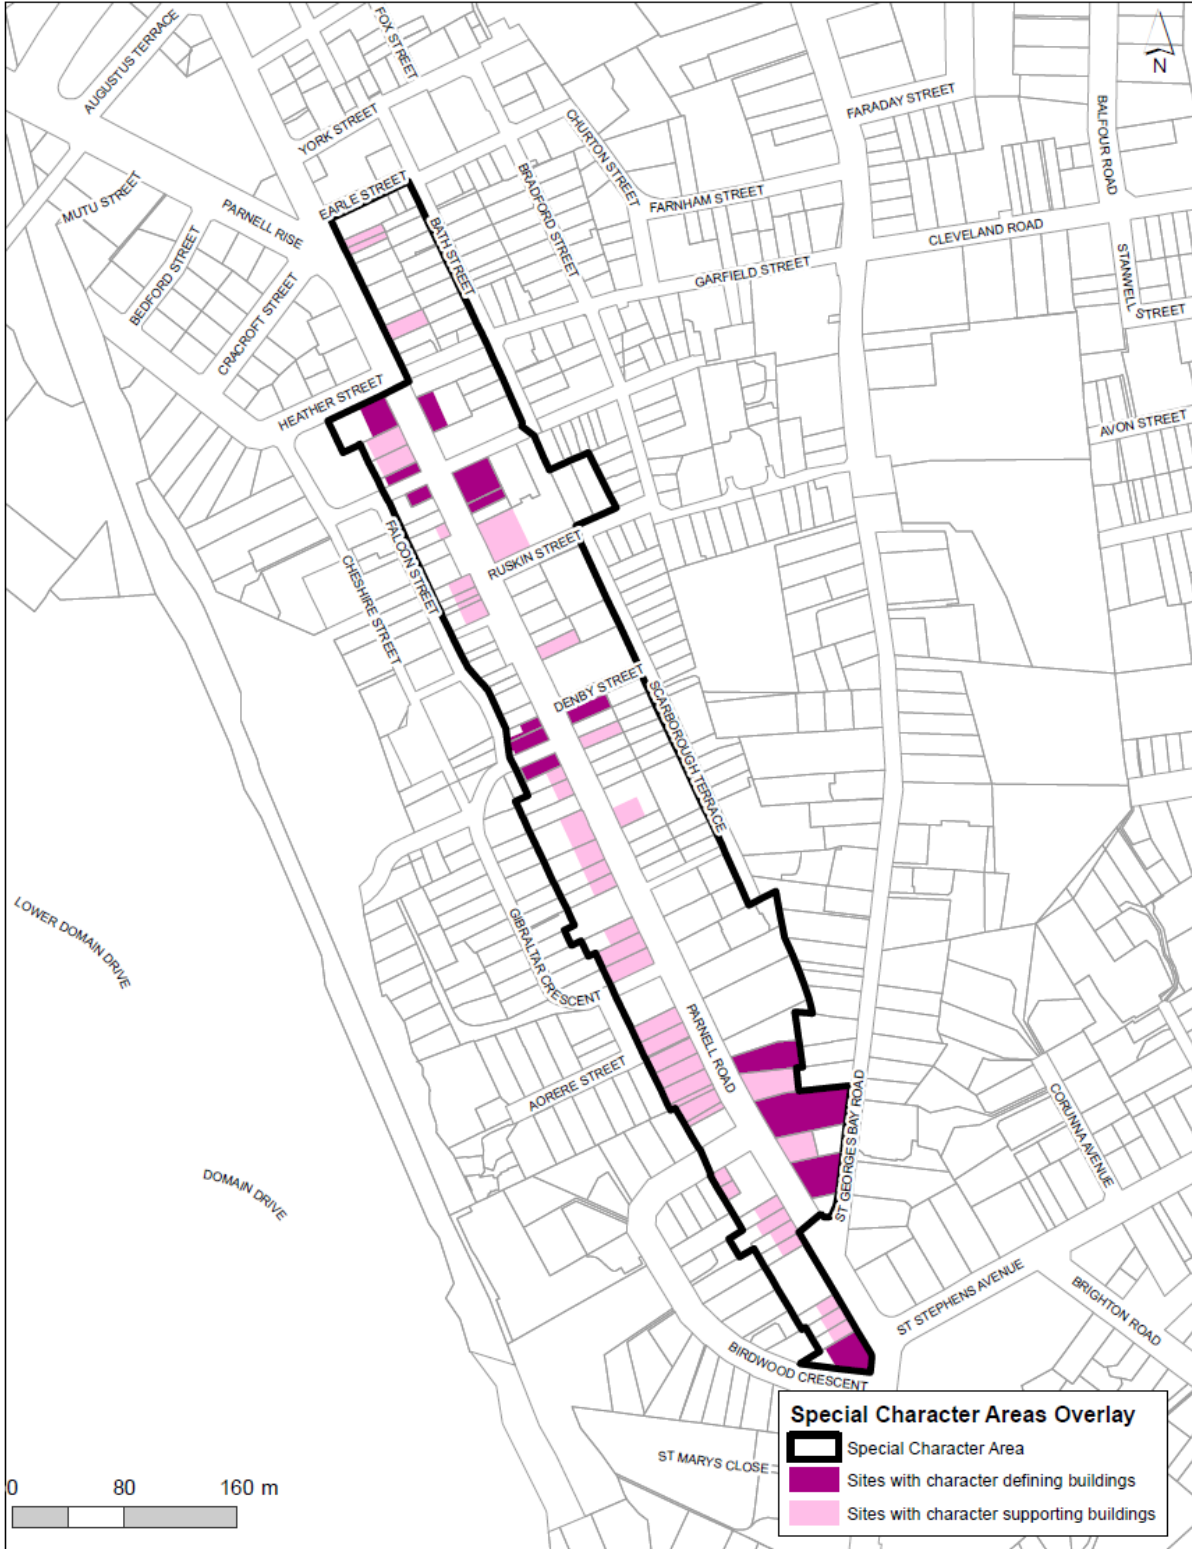 AUGUSTUS TERRACE
FOX STREET
N
YORK STREET
CHURTON STREET
FARADAY STREET
BALFOUR ROAD
MUTU STREET
EARLE STREET
BRADFORD STREET
FARNHAM STREET
PARNELL RISE
BATH STREET
CLEVELAND ROAD
BEDFORD STREET
GARFIELD STREET
STANWELL STREET
CRACROFT STREET
HEATHER STREET
AVON STREET
FALCON STREET
RUSKIN STREET
CHESHIRE STREET
DENBY STREET
SCARBOROUGH TERRACE
LOWER DOMAIN DRIVE
GIBRALTAR CRESCENT
PARNELL ROAD
AORERE STREET
ST GEORGES BAY ROAD
CORUNNA AVENUE
DOMAIN DRIVE
ST STEPHENS AVENUE
BRIGHTON ROAD
BIRDWOOD CRESCENT
ST MARYS CLOSE
0 80 160 m
Special Character Areas Overlay
Special Character Area
Sites with character defining buildings
Sites with character supporting buildings